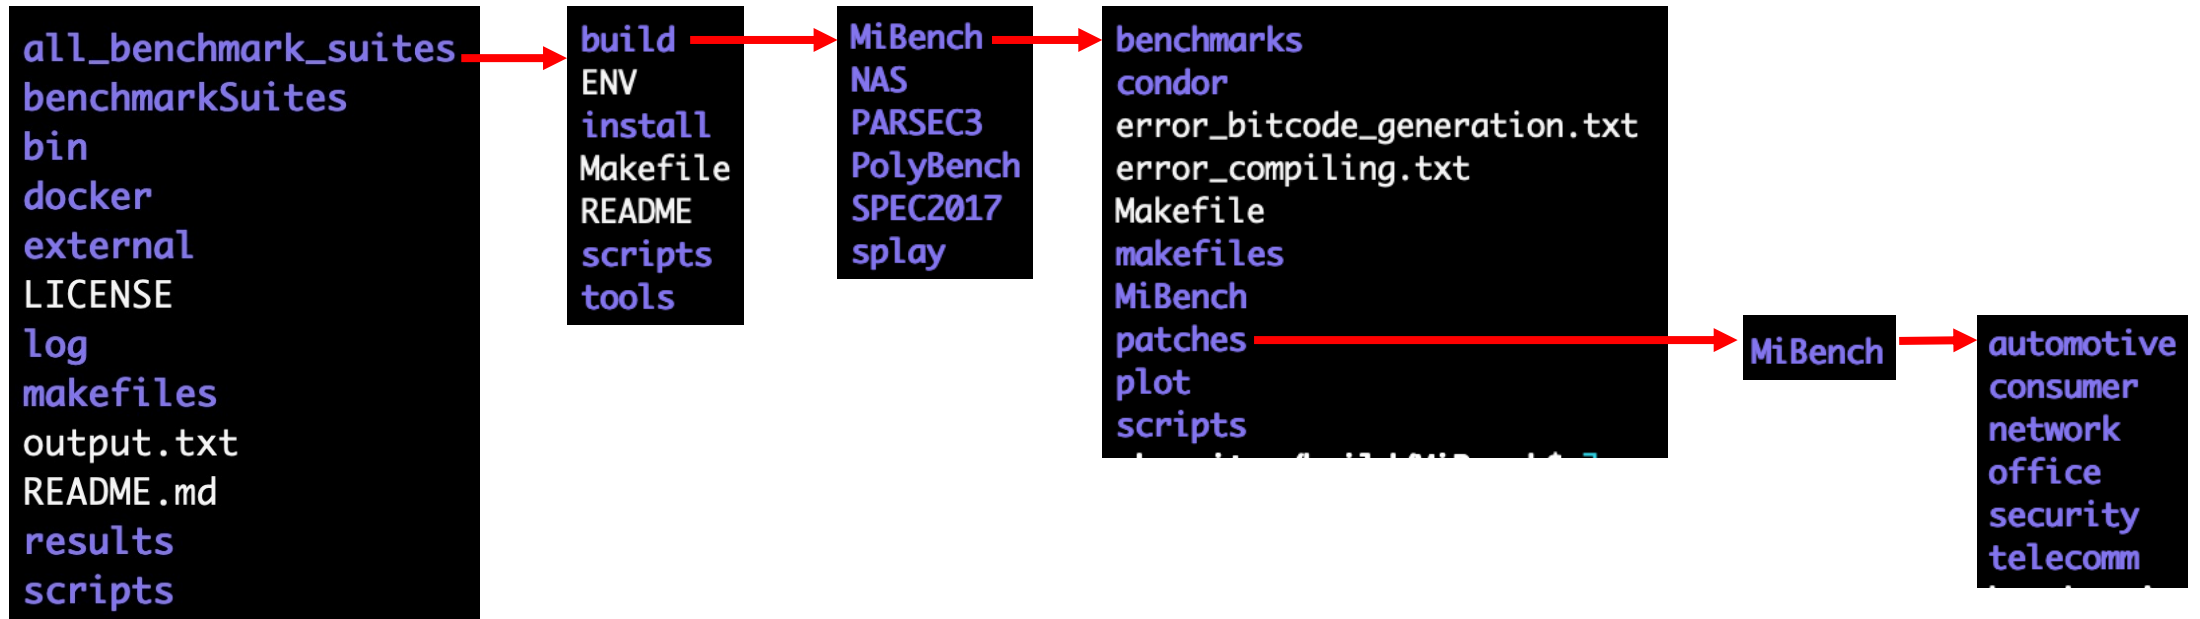 all_benchmark_suites
benchmarkSuites
bin
docker
external
LICENSE
log
makefiles
output.txt
README.md
results
scripts
build
ENV
install
Makefile
README
scripts
tools
MiBench
NAS
PARSEC3
PolyBench
SPEC2017
splay
benchmarks
condor
error_bitcode_generation.txt
error_compiling.txt
Makefile
makefiles
MiBench
patches
plot
scripts
MiBench
automotive
consumer
network
office
security
telecomm